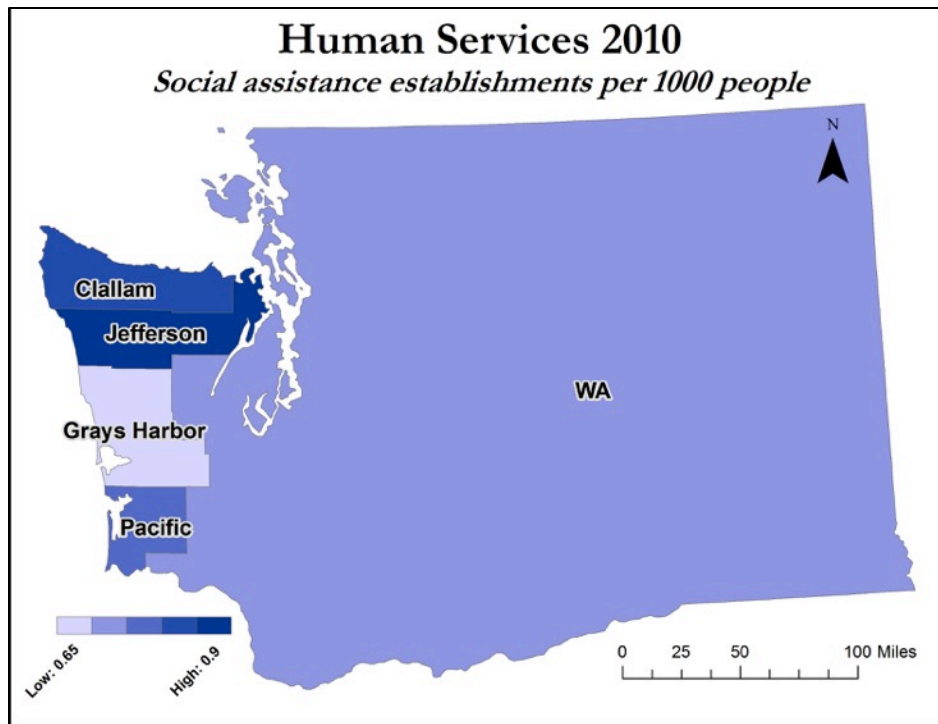 Human Services 2010
Social assistance establishments per 1000 people
N
Clallam
Jefferson
WA
Grays Harbor
Pacific
Low: 0.65
High: 0.9
0 25 50 100 Miles